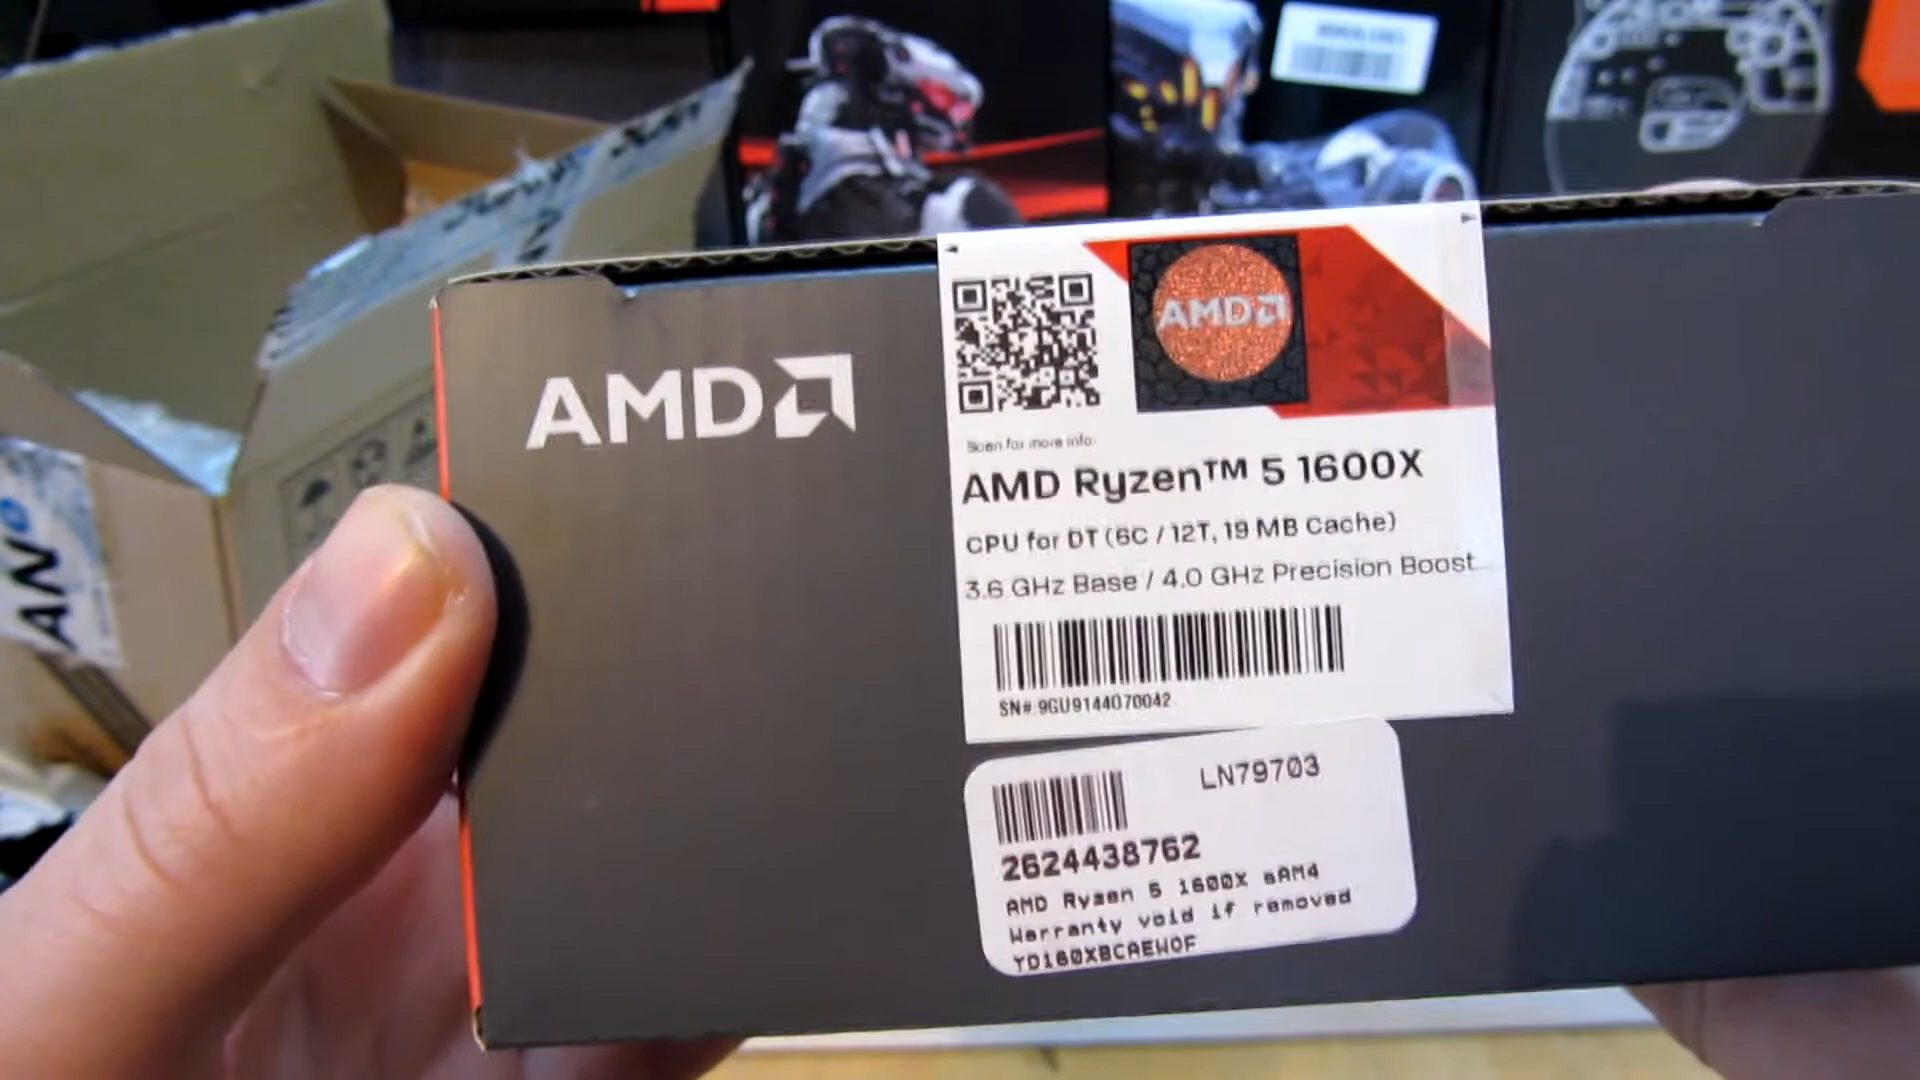 AMD
AMD
Scan for more info:
AMD Ryzen™ 5 1600X
CPU for DT (6C / 12T, 19 MB Cache)
3.6 GHz Base / 4.0 GHz Precision Boost
SN#:9GU9144070042
LN79703
2624438762
AMD Ryzen 5 1600X sAM4
Warranty void if removed
YD160XBCAEWOF